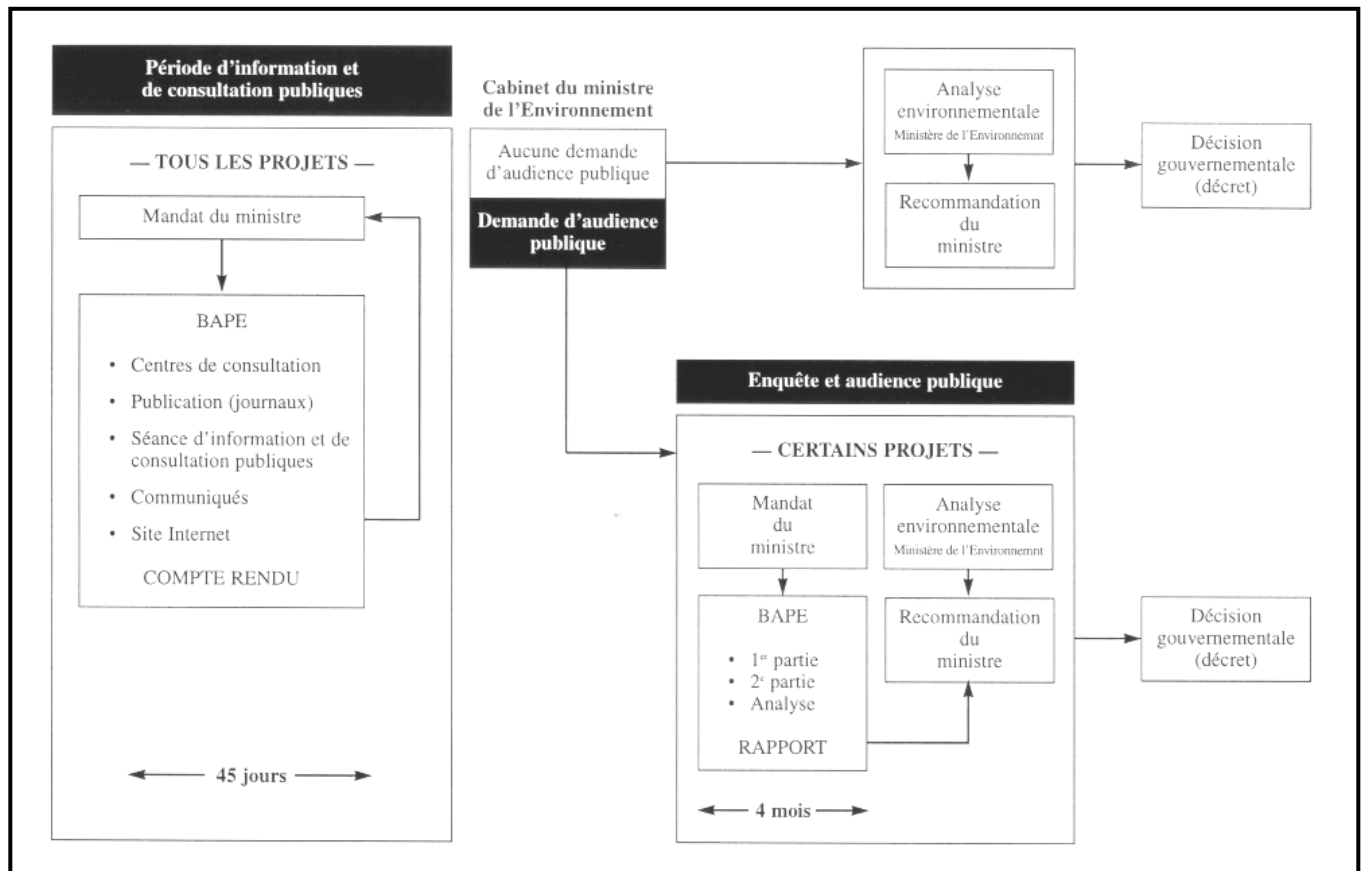 Période d'information et
de consultation publiques
— TOUS LES PROJETS —
Mandat du ministre
BAPE
• Centres de consultation
• Publication (journaux)
• Séance d'information et de
consultation publiques
• Communiqués
• Site Internet
COMPTE RENDU
45 jours
Cabinet du ministre
de l'Environnement
Aucune demande
d'audience publique
Demande d'audience
publique
Analyse
environnementale
Ministère de l'Environnemnt
Recommandation
du
ministre
Décision
gouvernementale
(décret)
Enquête et audience publique
— CERTAINS PROJETS —
Mandat
du
ministre
BAPE
• 1re partie
• 2e partie
• Analyse
RAPPORT
4 mois
Analyse
environnementale
Ministère de l'Environnemnt
Recommandation
du
ministre
Décision
gouvernementale
(décret)